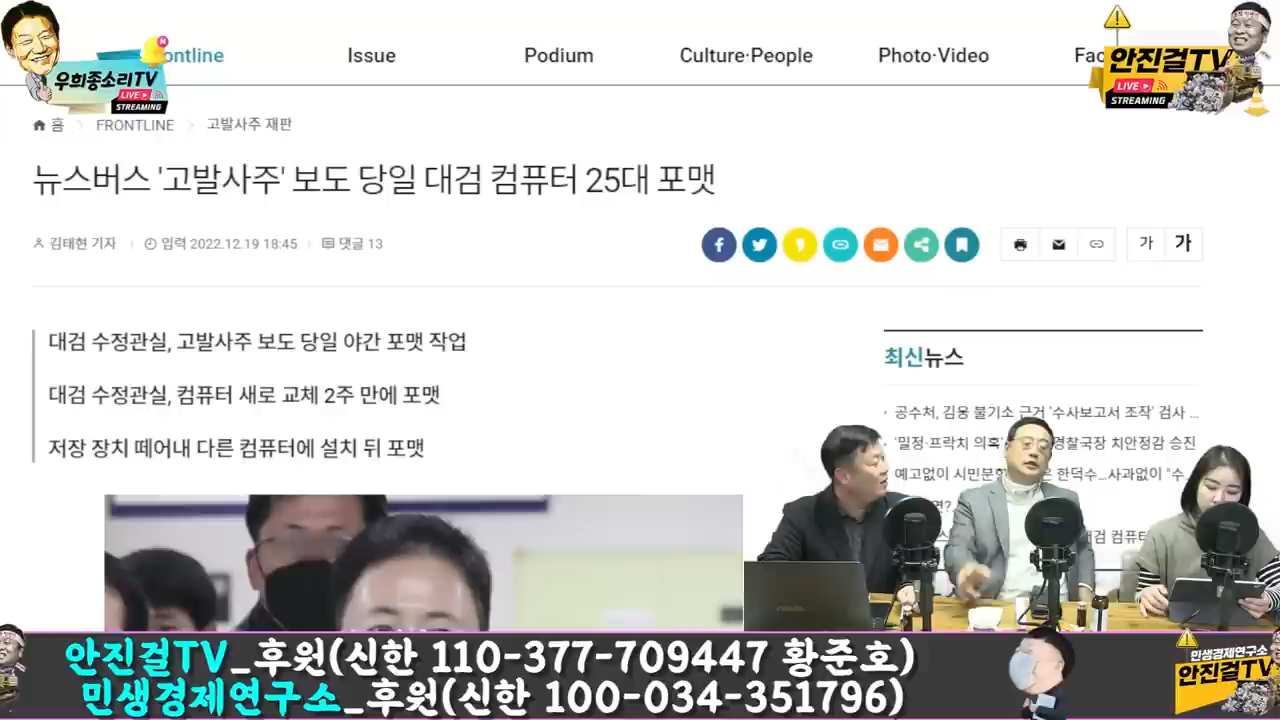 Frontline
Issue
Podium
Culture·People
Photo·Video
우희종소리TV
LIVE
STREAMING
안진걸TV
LIVE
STREAMING
홈 > FRONTLINE > 고발사주 재판
뉴스버스 '고발사주' 보도 당일 대검 컴퓨터 25대 포맷
김태현 기자 | 입력 2022.12.19 18:45 | 댓글 13
가 가
대검 수정관실, 고발사주 보도 당일 야간 포맷 작업
대검 수정관실, 컴퓨터 새로 교체 2주 만에 포맷
저장 장치 떼어내 다른 컴퓨터에 설치 뒤 포맷
최신뉴스
공수처, 김웅 불기소 근거 '수사보고서 조작' 검사 ...
'밀정·프락치 의혹' 경찰국장 치안정감 승진
예고없이 시민분향 한덕수...사과없이 "수
대검 컴퓨터
안진걸TV_후원(신한 110-377-709447 황준호)
민생경제연구소_후원(신한 100-034-351796)
민생경제연구소
안진걸TV